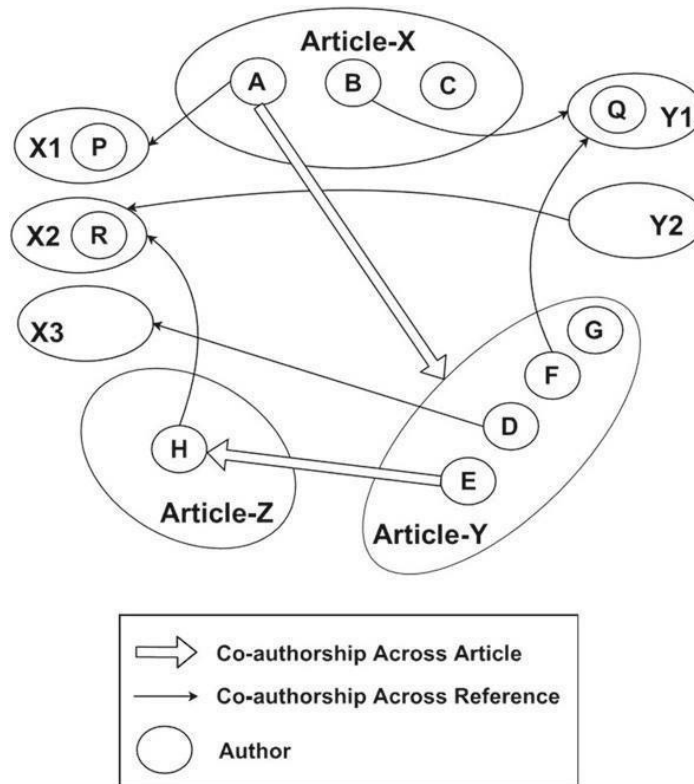 Article-X
A B C
Q Y1
X1 P
X2 R
Y2
X3
G
F
D
H
E
Article-Z
Article-Y
Co-authorship Across Article
Co-authorship Across Reference
Author